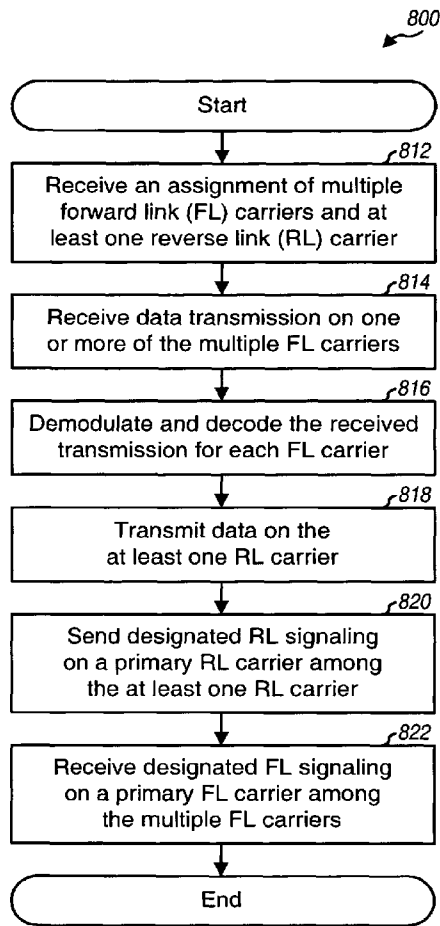 800
Start
812
Receive an assignment of multiple
forward link (FL) carriers and at
least one reverse link (RL) carrier
814
Receive data transmission on one
or more of the multiple FL carriers
816
Demodulate and decode the received
transmission for each FL carrier
818
Transmit data on the
at least one RL carrier
820
Send designated RL signaling
on a primary RL carrier among
the at least one RL carrier
822
Receive designated FL signaling
on a primary FL carrier among
the multiple FL carriers
End